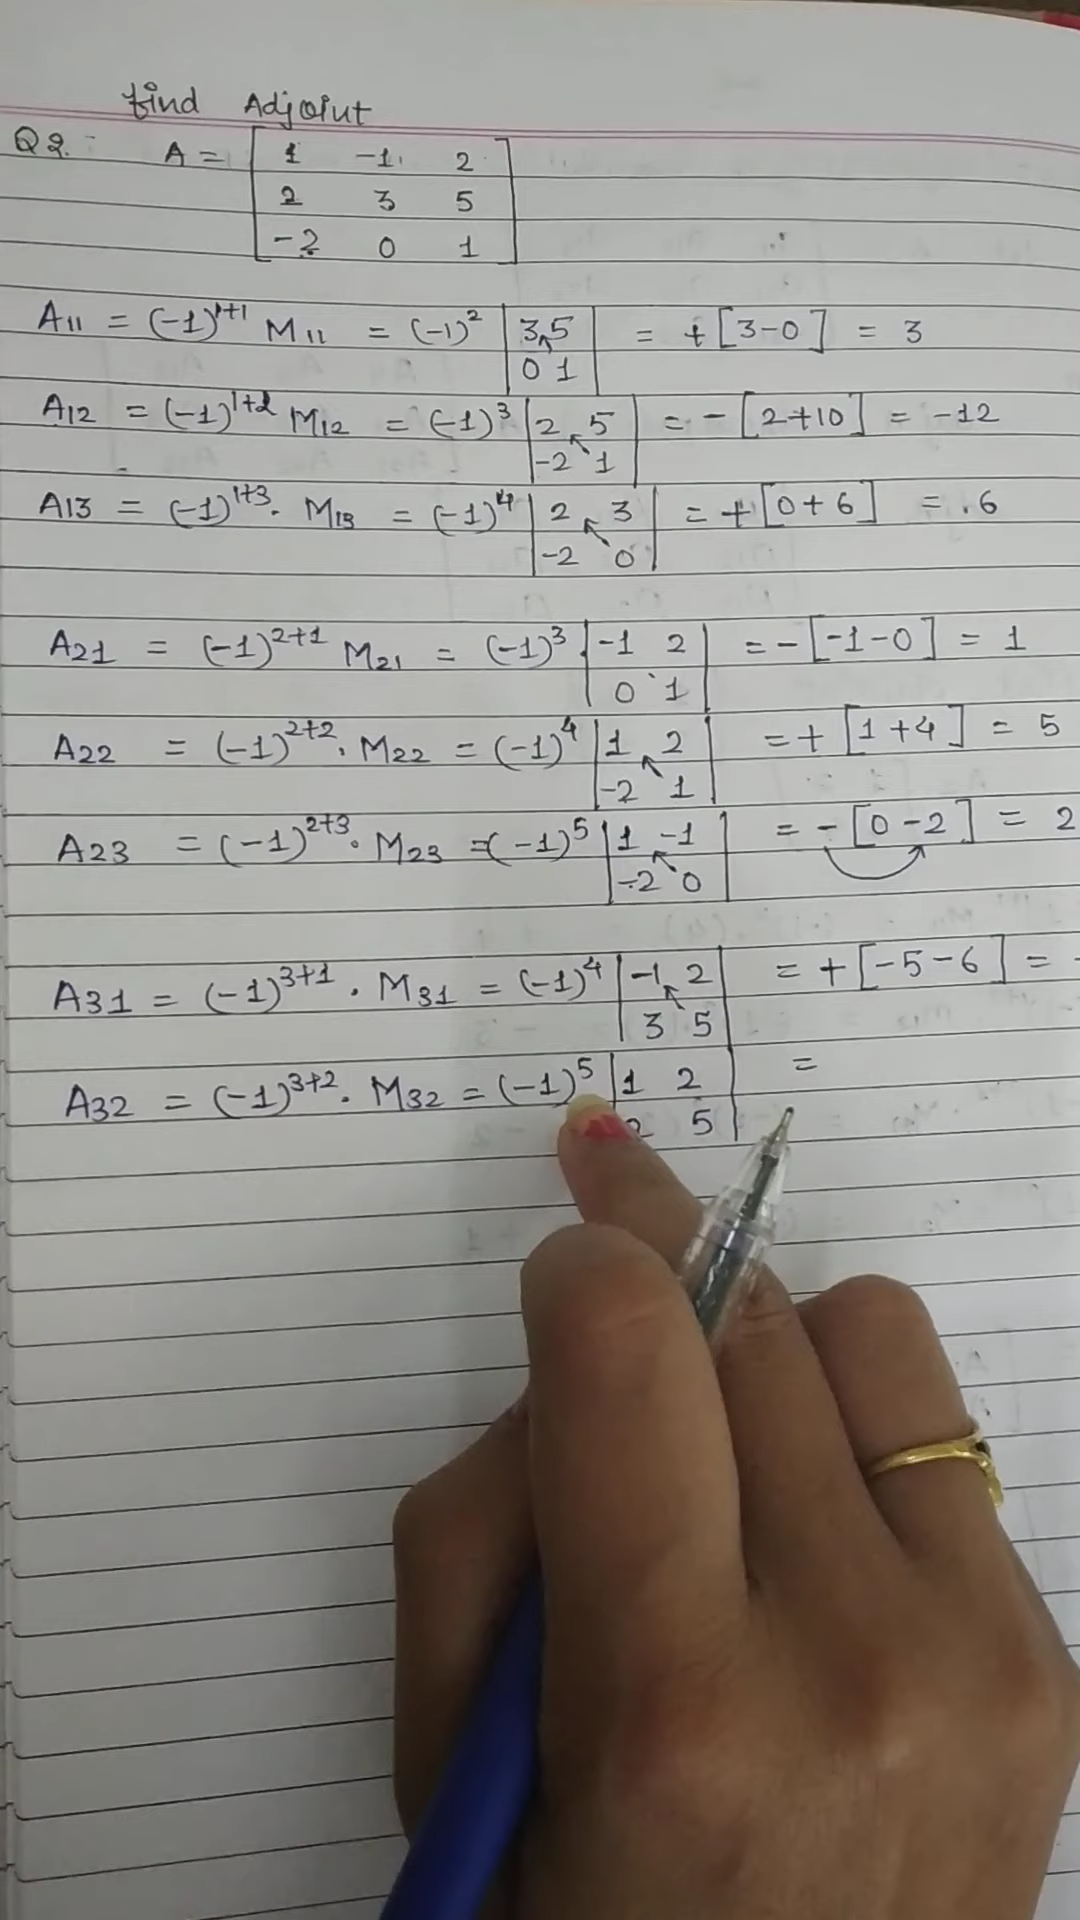 find Adjoint
Q2. A = [ 1 -1 2
2 3 5
-2 0 1 ]
A11 = (-1)^1+1 M11 = (-1)^2 | 3 5 | = + [3-0] = 3
0 1
A12 = (-1)^1+2 M12 = (-1)^3 | 2 5 | = - [2+10] = -12
-2 1
A13 = (-1)^1+3 . M13 = (-1)^4 | 2 3 | = + [0+6] = 6
-2 0
A21 = (-1)^2+1 M21 = (-1)^3 | -1 2 | = - [-1-0] = 1
0 1
A22 = (-1)^2+2 . M22 = (-1)^4 | 1 2 | = + [1+4] = 5
-2 1
A23 = (-1)^2+3 . M23 = (-1)^5 | 1 -1 | = - [0-2] = 2
-2 0
A31 = (-1)^3+1 . M31 = (-1)^4 | -1 2 | = + [-5-6] = -
3 5
A32 = (-1)^3+2 . M32 = (-1)^5 | 1 2 | =
2 5